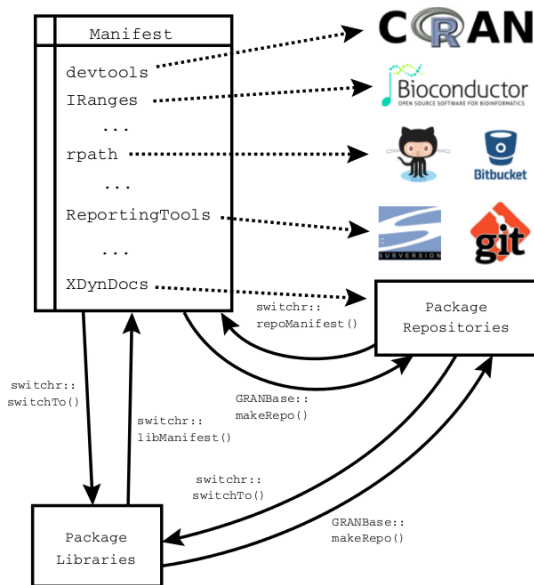 Manifest
devtools
IRanges
...
rpath
...
ReportingTools
...
XDynDocs
CRAN
Bioconductor
OPEN SOURCE SOFTWARE FOR BIOINFORMATICS
Bitbucket
SUBVERSION
git
Package
Repositories
switchr::
repoManifest()
GRANBase::
makeRepo()
switchr::
switchTo()
switchr::
libManifest()
switchr::
switchTo()
GRANBase::
makeRepo()
Package
Libraries